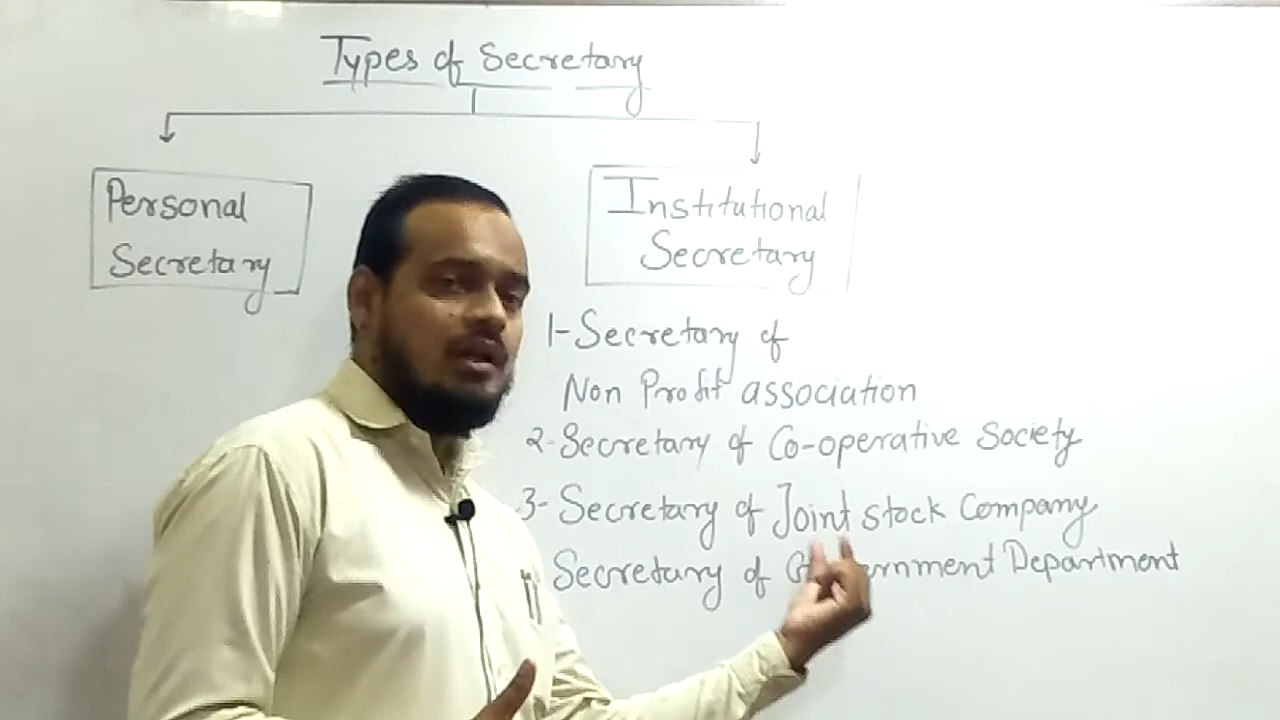 Types of Secretary
Personal
Secretary
Institutional
Secretary
1-Secretary of
Non Profit association
2-Secretary of Co-operative Society
3-Secretary of Joint stock Company
Secretary of Government Department